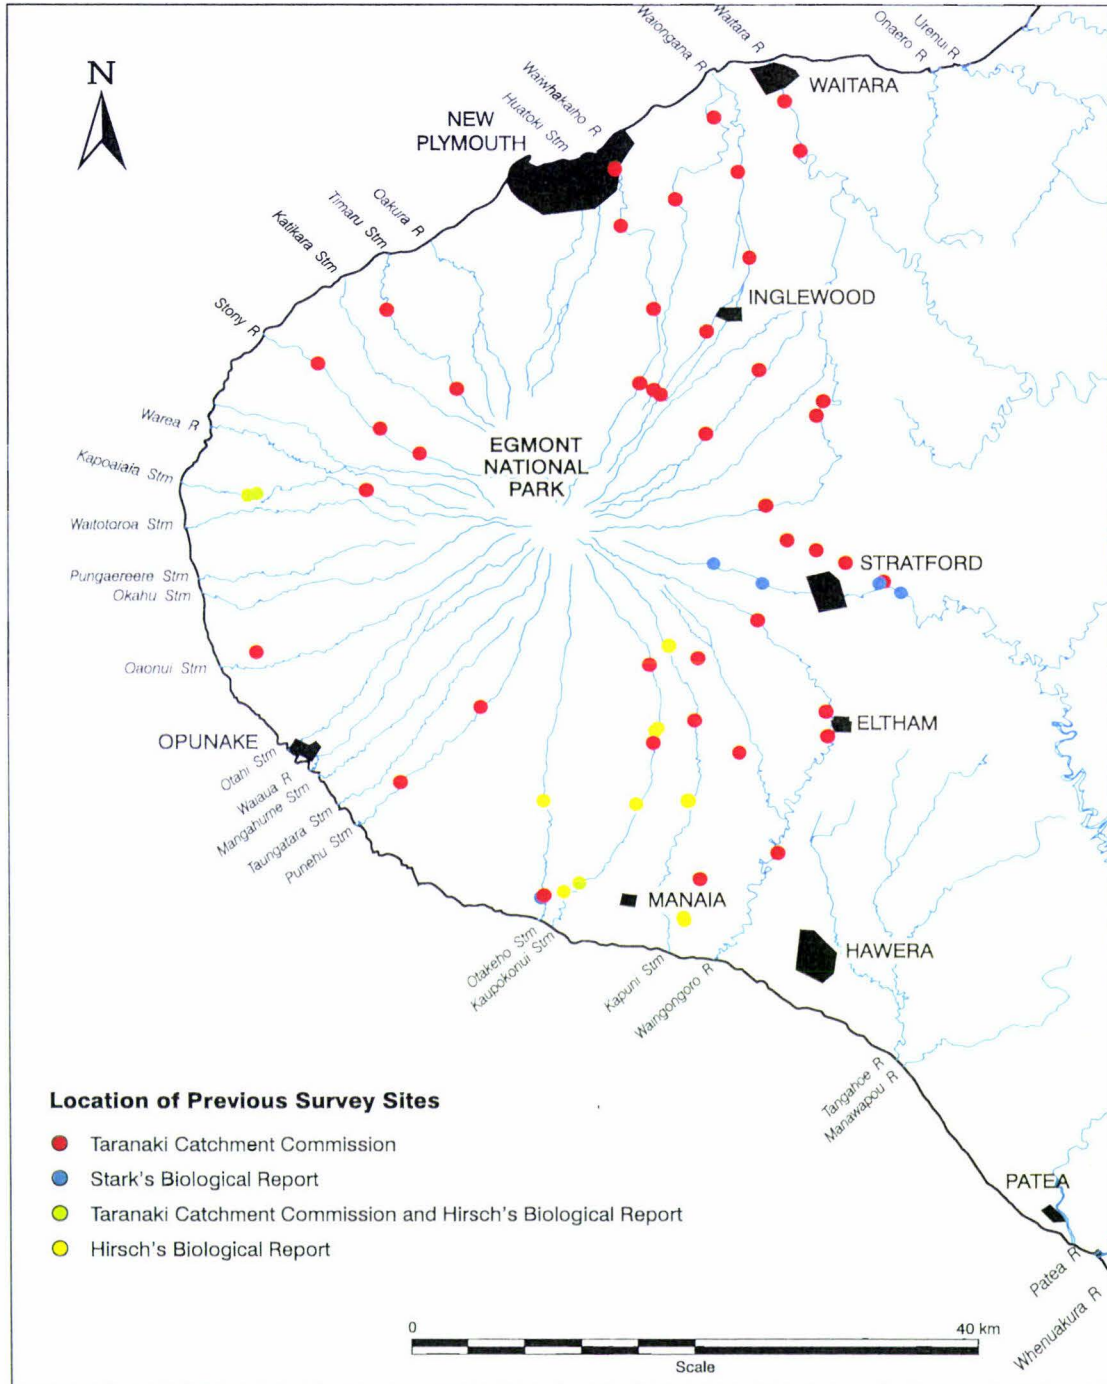 N
Waiongana R
Waitara R
Onaero R
Urenui R
WAITARA
Waiwhakaiho R
Huatoki Stm
NEW
PLYMOUTH
Oakura R
Timaru Stm
Katikara Stm
Stony R
INGLEWOOD
Warea R
Kapoaiaia Stm
Waitotoroa Stm
Pungaereere Stm
Okahu Stm
EGMONT
NATIONAL
PARK
STRATFORD
Oaonui Stm
OPUNAKE
ELTHAM
Otahi Stm
Waiaua R
Mangahume Stm
Taungatara Stm
Punehu Stm
MANAIA
HAWERA
Otakeho Stm
Kaupokonui Stm
Kapuni Stm
Waingongoro R
Tangahoe R
Manawapou R
PATEA
Patea R
Whenuakura R
Location of Previous Survey Sites
Taranaki Catchment Commission
Stark's Biological Report
Taranaki Catchment Commission and Hirsch's Biological Report
Hirsch's Biological Report
0
40 km
Scale